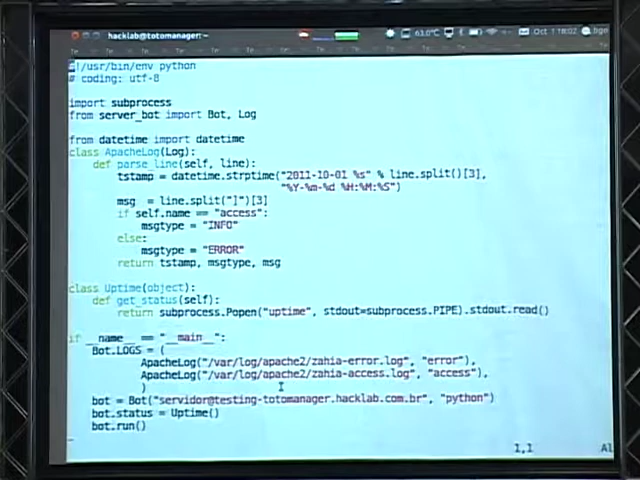 hacklab@totomanager: ~
63.0°C
Oct 1 18:02
#!/usr/bin/env python
# coding: utf-8
import subprocess
from server_bot import Bot, Log
from datetime import datetime
class ApacheLog(Log):
def parse_line(self, line):
tstamp = datetime.strptime("2011-10-01 %s" % line.split()[3],
"%Y-%m-%d %H:%M:%S")
msg = line.split("]")[3]
if self.name == "access":
msgtype = "INFO"
else:
msgtype = "ERROR"
return tstamp, msgtype, msg
class Uptime(object):
def get_status(self):
return subprocess.Popen("uptime", stdout=subprocess.PIPE).stdout.read()
if __name__ == "__main__":
Bot.LOGS = (
ApacheLog("/var/log/apache2/zahia-error.log", "error"),
ApacheLog("/var/log/apache2/zahia-access.log", "access"),
)
bot = Bot("servidor@testing-totomanager.hacklab.com.br", "python")
bot.status = Uptime()
bot.run()
1,1